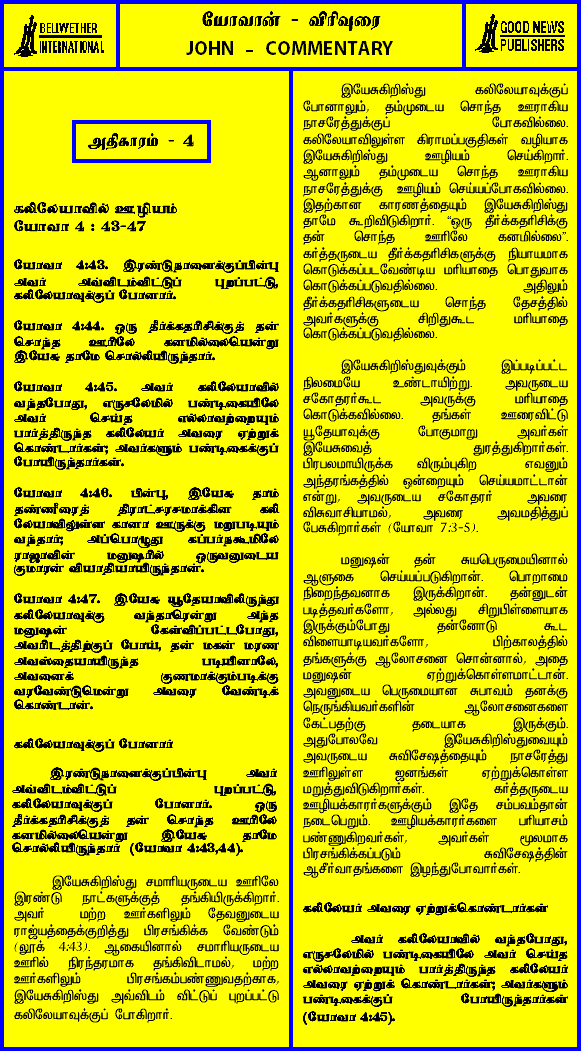 BELWETHER
INTERNATIONAL
யோவான் - விரிவுரை
JOHN - COMMENTARY
GOOD NEWS
PUBLISHERS
அதிகாரம் - 4
கலிலேயாவில் ஊழியம்
யோவா 4 : 43-47
யோவா 4:43. இரண்டுநாளைக்குப்பின்பு
அவர் அவ்விடம்விட்டுப் புறப்பட்டு,
கலிலேயாவுக்குப் போனார்.
யோவா 4:44. ஒரு தீர்க்கதரிசிக்குத் தன்
சொந்த ஊரிலே கனமில்லையென்று
இயேசு தாமே சொல்லியிருந்தார்.
யோவா 4:45. அவர் கலிலேயாவில்
வந்தபோது, எருசலேமில் பண்டிகையிலே
அவர் செய்த எல்லாவற்றையும்
பார்த்திருந்த கலிலேயர் அவரை ஏற்றுக்
கொண்டார்கள்; அவர்களும் பண்டிகைக்குப்
போயிருந்தார்கள்.
யோவா 4:46. பின்பு, இயேசு தாம்
தண்ணீரைத் திராட்சரசமாக்கின கலி
லேயாவிலுள்ள கானா ஊருக்கு மறுபடியும்
வந்தார்; அப்பொழுது கப்பர்நகூமிலே
ராஜாவின் மனுஷரில் ஒருவனுடைய
குமாரன் வியாதியாயிருந்தான்.
யோவா 4:47. இயேசு யூதேயாவிலிருந்து
கலிலேயாவுக்கு வந்தாரென்று அந்த
மனுஷன் கேள்விப்பட்டபோது,
அவரிடத்திற்குப் போய், தன் மகன் மரண
அவஸ்தையாயிருந்த படியினாலே,
அவனைக் குணமாக்கும்படிக்கு
வரவேண்டுமென்று அவரை வேண்டிக்
கொண்டான்.
கலிலேயாவுக்குப் போனார்
இரண்டுநாளைக்குப்பின்பு அவர்
அவ்விடம்விட்டுப் புறப்பட்டு,
கலிலேயாவுக்குப் போனார். ஒரு
தீர்க்கதரிசிக்குத் தன் சொந்த ஊரிலே
கனமில்லையென்று இயேசு தாமே
சொல்லியிருந்தார் (யோவா 4:43,44).
இயேசுகிறிஸ்து சமாரியருடைய ஊரிலே
இரண்டு நாட்களுக்குத் தங்கியிருக்கிறார்.
அவர் மற்ற ஊர்களிலும் தேவனுடைய
ராஜ்யத்தைக்குறித்து பிரசங்கிக்க வேண்டும்
(லூக் 4:43). ஆகையினால் சமாரியருடைய
ஊரில் நிரந்தரமாக தங்கிவிடாமல், மற்ற
ஊர்களிலும் பிரசங்கம்பண்ணுவதற்காக,
இயேசுகிறிஸ்து அவ்விடம் விட்டுப் புறப்பட்டு
கலிலேயாவுக்குப் போகிறார்.
இயேசுகிறிஸ்து கலிலேயாவுக்குப்
போனாலும், தம்முடைய சொந்த ஊராகிய
நாசரேத்துக்குப் போகவில்லை.
கலிலேயாவிலுள்ள கிராமப்பகுதிகள் வழியாக
இயேசுகிறிஸ்து ஊழியம் செய்கிறார்.
ஆனாலும் தம்முடைய சொந்த ஊராகிய
நாசரேத்துக்கு ஊழியம் செய்யப்போகவில்லை.
இதற்கான காரணத்தையும் இயேசுகிறிஸ்து
தாமே கூறிவிடுகிறார். "ஒரு தீர்க்கதரிசிக்கு
தன் சொந்த ஊரிலே கனமில்லை".
கர்த்தருடைய தீர்க்கதரிசிகளுக்கு நியாயமாக
கொடுக்கப்படவேண்டிய மரியாதை பொதுவாக
கொடுக்கப்படுவதில்லை. அதிலும்
தீர்க்கதரிசிகளுடைய சொந்த தேசத்தில்
அவர்களுக்கு சிறிதுகூட மரியாதை
கொடுக்கப்படுவதில்லை.
இயேசுகிறிஸ்துவுக்கும் இப்படிப்பட்ட
நிலமையே உண்டாயிற்று. அவருடைய
சகோதரர்கூட அவருக்கு மரியாதை
கொடுக்கவில்லை. தங்கள் ஊரைவிட்டு
யூதேயாவுக்கு போகுமாறு அவர்கள்
இயேசுவைத் துரத்துகிறார்கள்.
பிரபலமாயிருக்க விரும்புகிற எவனும்
அந்தரங்கத்தில் ஒன்றையும் செய்யமாட்டான்
என்று, அவருடைய சகோதரர் அவரை
விசுவாசியாமல், அவரை அவமதித்துப்
பேசுகிறார்கள் (யோவா 7:3-5).
மனுஷன் தன் சுயபெருமையினால்
ஆளுகை செய்யப்படுகிறான். பொறாமை
நிறைந்தவனாக இருக்கிறான். தன்னுடன்
படித்தவர்களோ, அல்லது சிறுபிள்ளையாக
இருக்கும்போது தன்னோடு கூட
விளையாடியவர்களோ, பிற்காலத்தில்
தங்களுக்கு ஆலோசனை சொன்னால், அதை
மனுஷன் ஏற்றுக்கொள்ளமாட்டான்.
அவனுடைய பெருமையான சுபாவம் தனக்கு
நெருங்கியவர்களின் ஆலோசனைகளை
கேட்பதற்கு தடையாக இருக்கும்.
அதுபோலவே இயேசுகிறிஸ்துவையும்
அவருடைய சுவிசேஷத்தையும் நாசரேத்து
ஊரிலுள்ள ஜனங்கள் ஏற்றுக்கொள்ள
மறுத்துவிடுகிறார்கள். கர்த்தருடைய
ஊழியக்காரர்களுக்கும் இதே சம்பவம்தான்
நடைபெறும். ஊழியக்காரர்களை பரியாசம்
பண்ணுகிறவர்கள், அவர்கள் மூலமாக
பிரசங்கிக்கப்படும் சுவிசேஷத்தின்
ஆசீர்வாதங்களை இழந்துபோவார்கள்.
கலிலேயர் அவரை ஏற்றுக்கொண்டார்கள்
அவர் கலிலேயாவில் வந்தபோது,
எருசலேமில் பண்டிகையிலே அவர் செய்த
எல்லாவற்றையும் பார்த்திருந்த கலிலேயர்
அவரை ஏற்றுக் கொண்டார்கள்; அவர்களும்
பண்டிகைக்குப் போயிருந்தார்கள்
(யோவா 4:45).